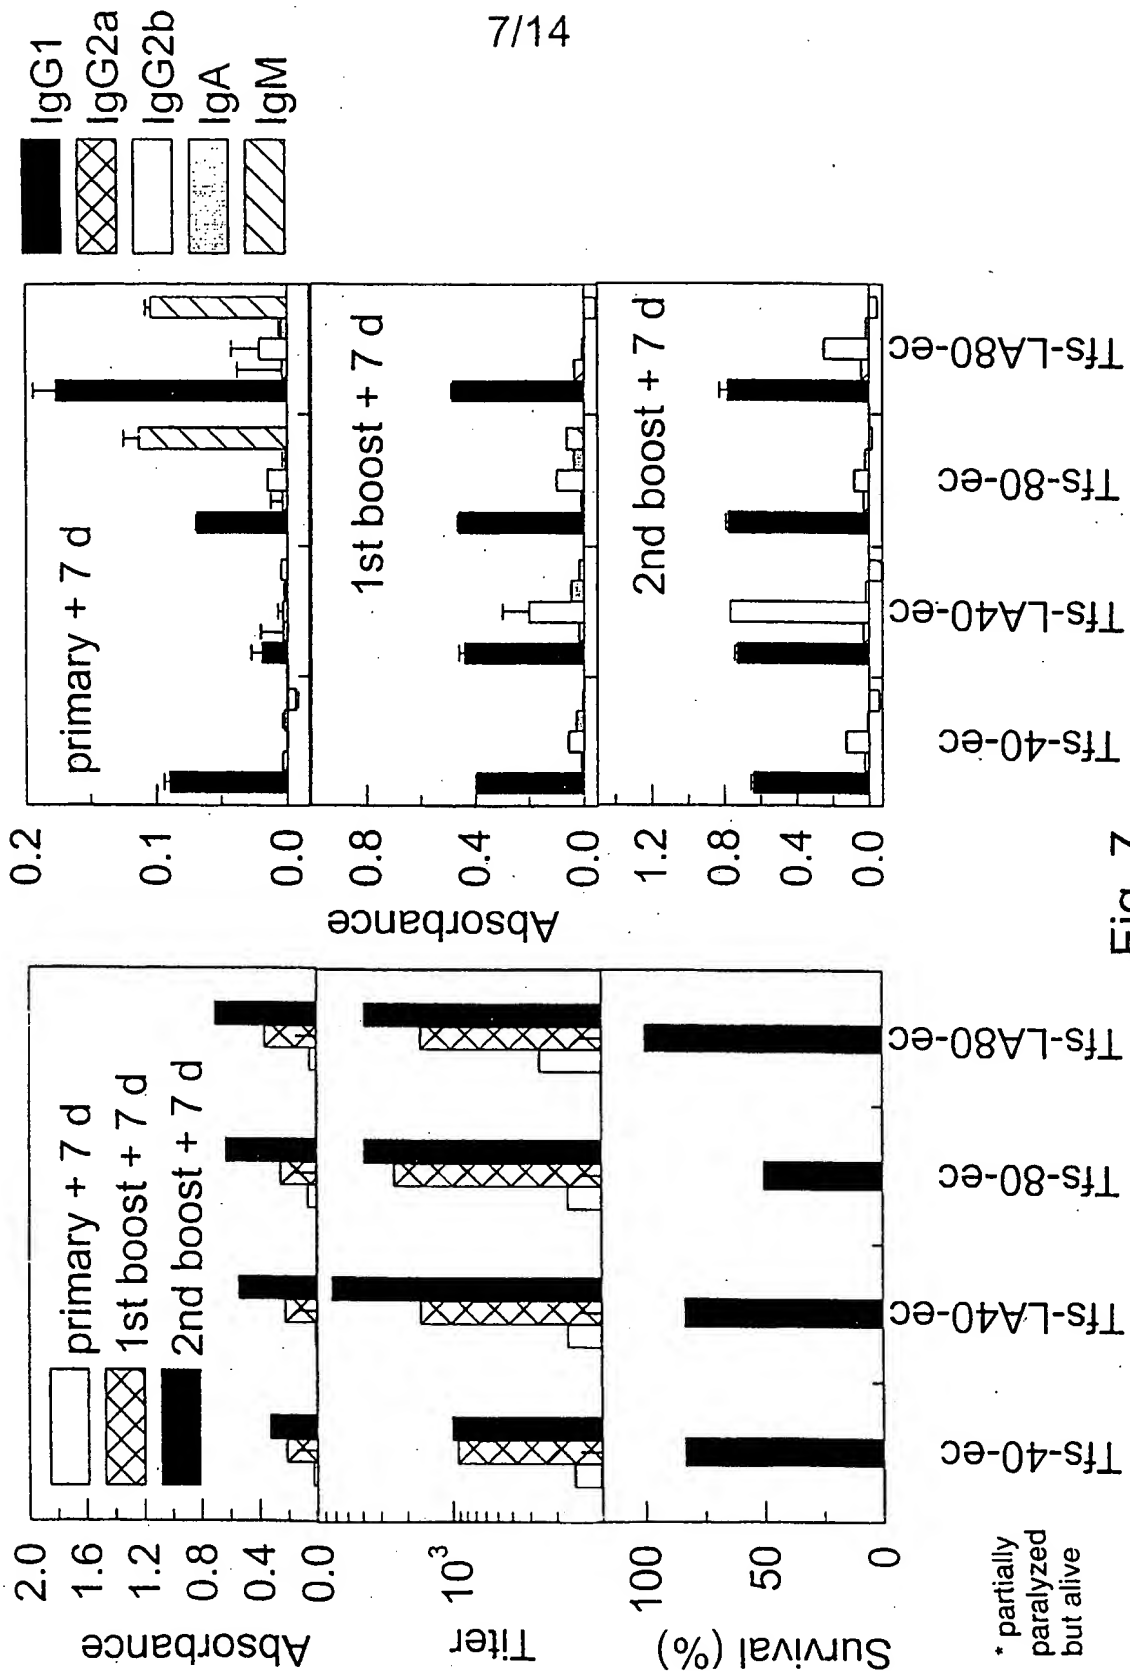 7/14
primary + 7 d
1st boost + 7 d
2nd boost + 7 d
Absorbance
2.0
1.6
1.2
0.8
0.4
0.0
Titer
10³
Survival (%)
100
50
0
Tfs-40-ec
Tfs-LA40-ec
Tfs-80-ec
Tfs-LA80-ec
* partially
paralyzed
but alive
IgG1
IgG2a
IgG2b
IgA
IgM
Absorbance
primary + 7 d
0.2
0.1
0.0
1st boost + 7 d
0.8
0.4
0.0
2nd boost + 7 d
1.2
0.8
0.4
0.0
Tfs-40-ec
Tfs-LA40-ec
Tfs-80-ec
Tfs-LA80-ec
Fig. 7